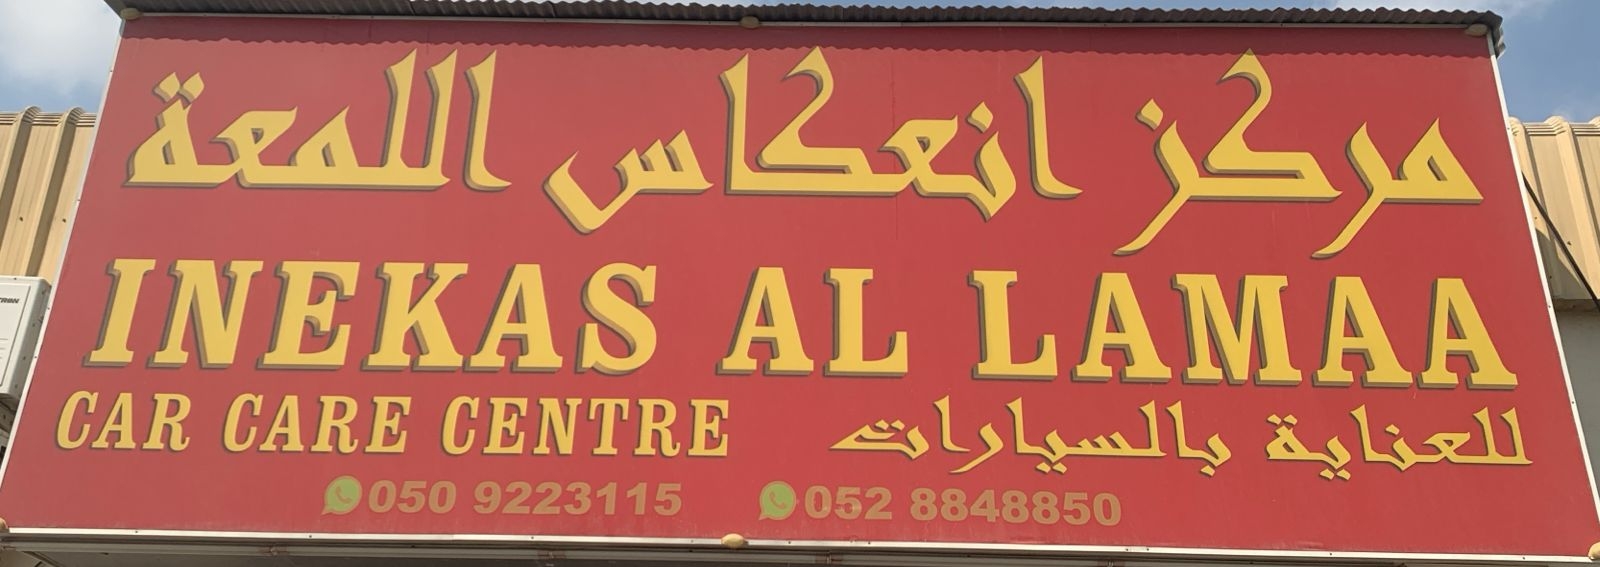 مركز انعكاس اللمعة
INEKAS AL LAMAA
CAR CARE CENTRE
للعناية بالسيارات
050 9223115
052 8848850